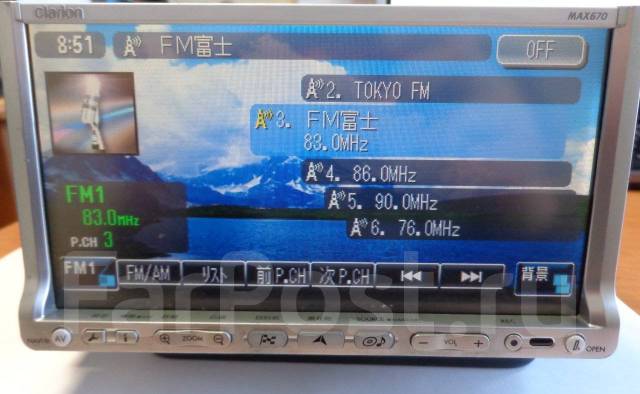 Clarion MAX670
8:51 FM富士 OFF
2. TOKYO FM
3. FM富士
83.0MHz
4. 86.0MHz
5. 90.0MHz
6. 76.0MHz
FM1
83.0MHz
P.CH 3
FM1 FM/AM リスト 前 P.CH 次 P.CH 背景
FarPost.ru
AV ZOOM VOL OPEN